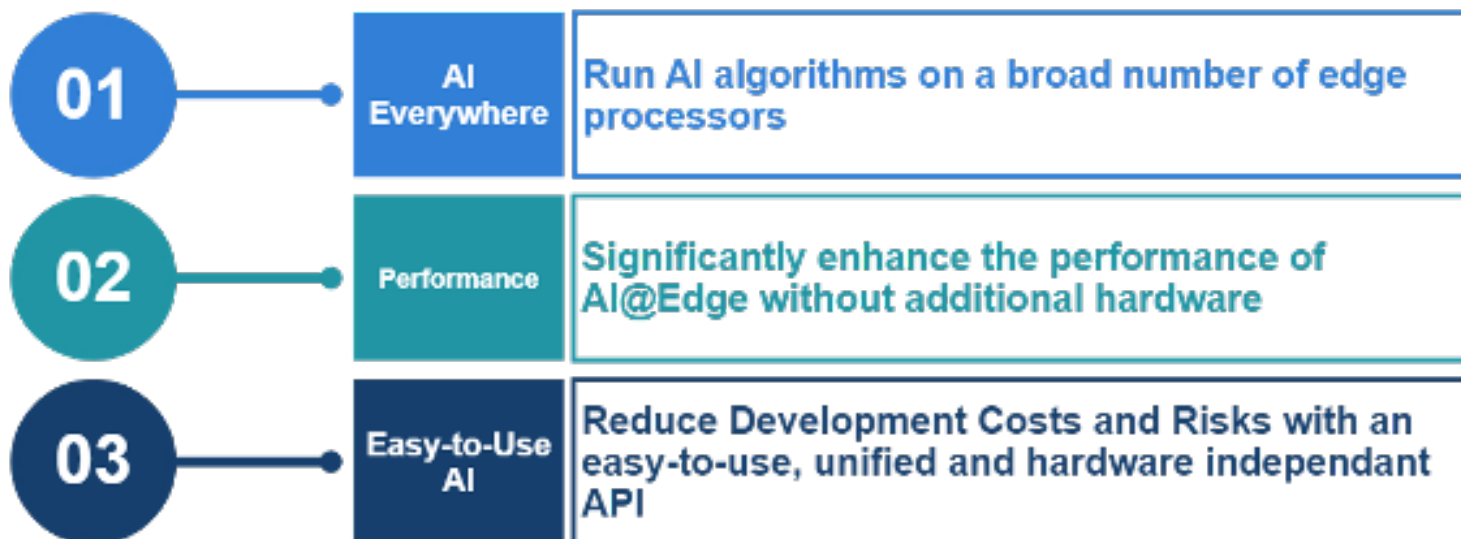 01
AI
Everywhere
Run AI algorithms on a broad number of edge
processors
02
Performance
Significantly enhance the performance of
AI@Edge without additional hardware
03
Easy-to-Use
AI
Reduce Development Costs and Risks with an
easy-to-use, unified and hardware independant
API